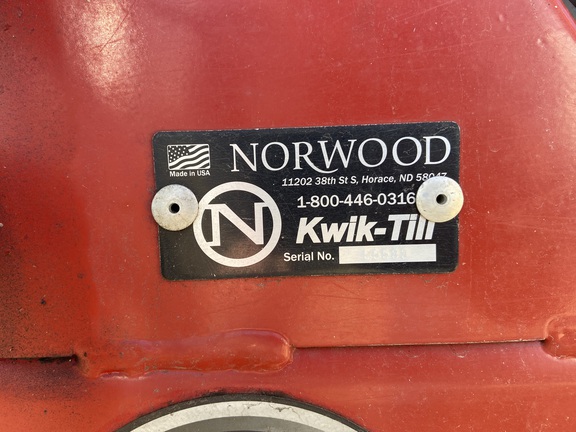 Made in USA
NORWOOD
11202 38th St S, Horace, ND 58047
1-800-446-0316
N
Kwik-Till
Serial No.